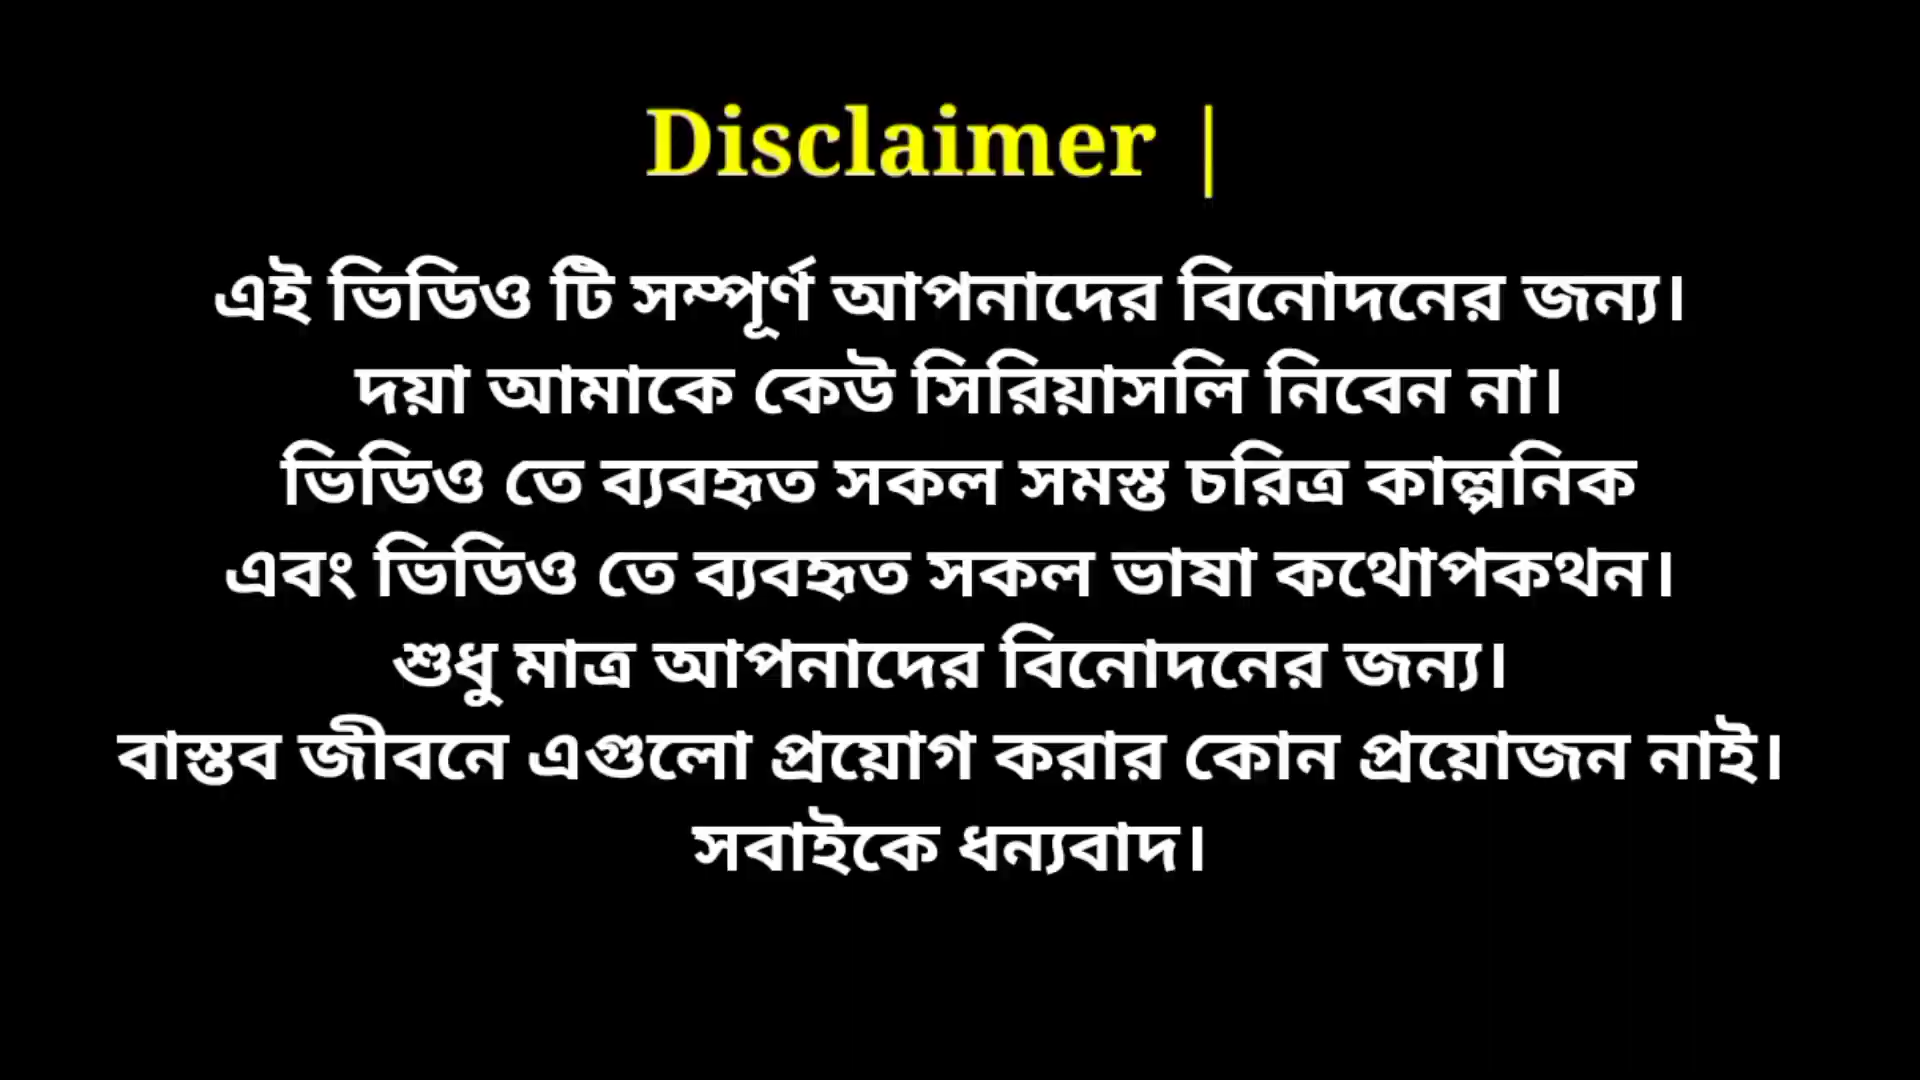 Disclaimer |
এই ভিডিও টি সম্পূর্ণ আপনাদের বিনোদনের জন্য।
দয়া আমাকে কেউ সিরিয়াসলি নিবেন না।
ভিডিও তে ব্যবহৃত সকল সমস্ত চরিত্র কাল্পনিক
এবং ভিডিও তে ব্যবহৃত সকল ভাষা কথোপকথন।
শুধু মাত্র আপনাদের বিনোদনের জন্য।
বাস্তব জীবনে এগুলো প্রয়োগ করার কোন প্রয়োজন নাই।
সবাইকে ধন্যবাদ।